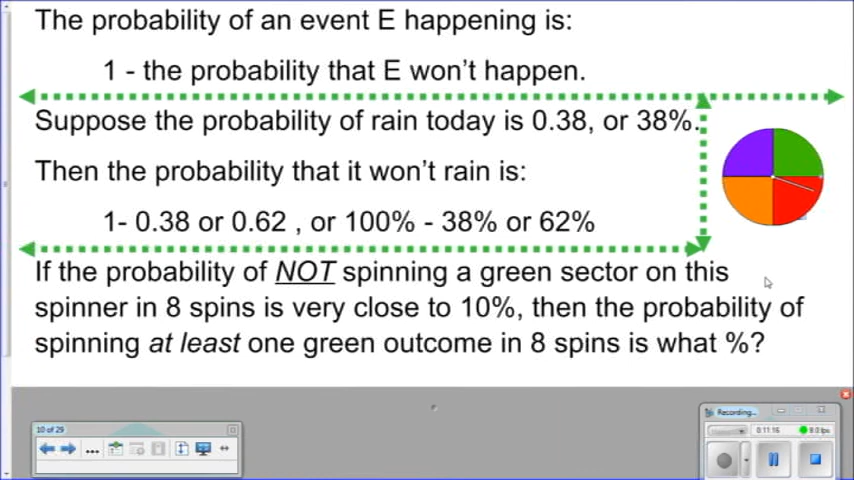 The probability of an event E happening is:
1 - the probability that E won't happen.
Suppose the probability of rain today is 0.38, or 38%.
Then the probability that it won't rain is:
1- 0.38 or 0.62 , or 100% - 38% or 62%
If the probability of NOT spinning a green sector on this
spinner in 8 spins is very close to 10%, then the probability of
spinning at least one green outcome in 8 spins is what %?
10 of 29
Recording...
0:11:16
9.0 fps